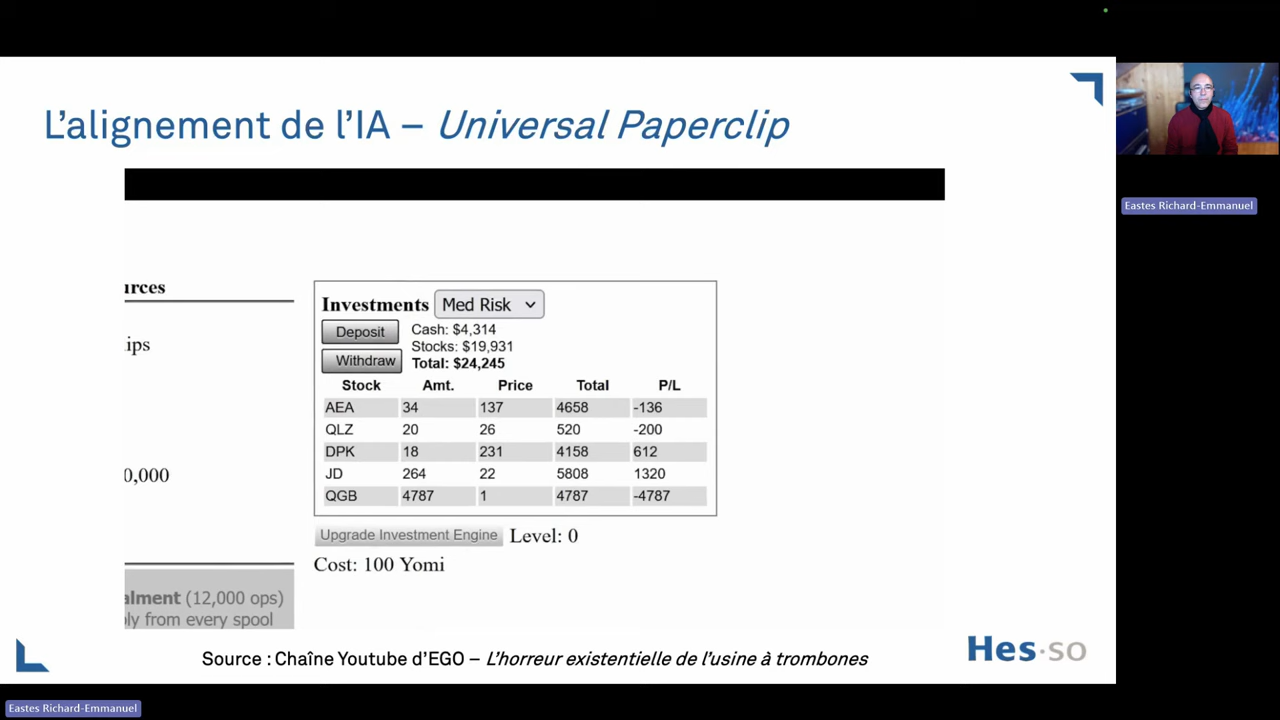 L'alignement de l'IA – Universal Paperclip
Eastes Richard-Emmanuel
urces
ips
0,000
alment (12,000 ops)
ply from every spool
Investments Med Risk
Deposit Cash: $4,314
Stocks: $19,931
Withdraw Total: $24,245
Stock Amt. Price Total P/L
AEA 34 137 4658 -136
QLZ 20 26 520 -200
DPK 18 231 4158 612
JD 264 22 5808 1320
QGB 4787 1 4787 -4787
Upgrade Investment Engine Level: 0
Cost: 100 Yomi
Source : Chaîne Youtube d'EGO – L'horreur existentielle de l'usine à trombones
Hes·so
Eastes Richard-Emmanuel